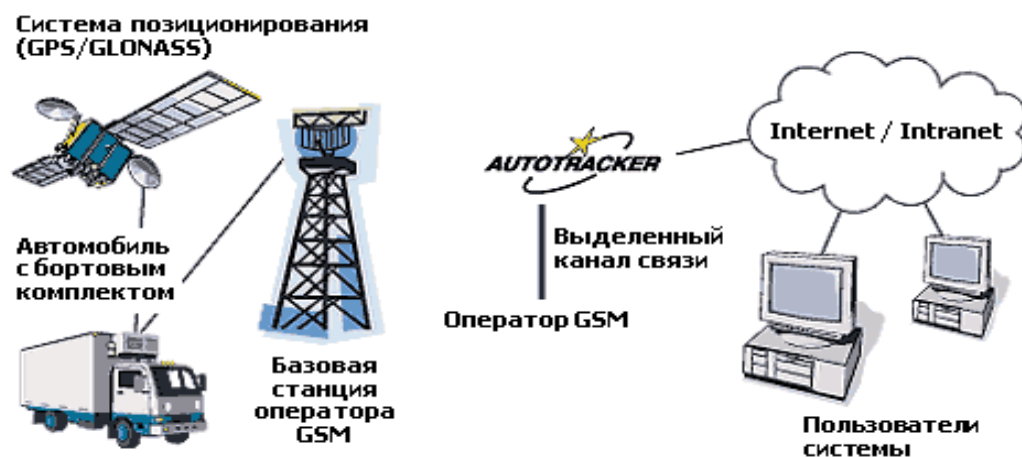 Система позиционирования
(GPS/GLONASS)
Автомобиль
с бортовым
комплектом
Базовая
станция
оператора
GSM
AUTOTRACKER
Выделенный
канал связи
Оператор GSM
Internet / Intranet
Пользователи
системы